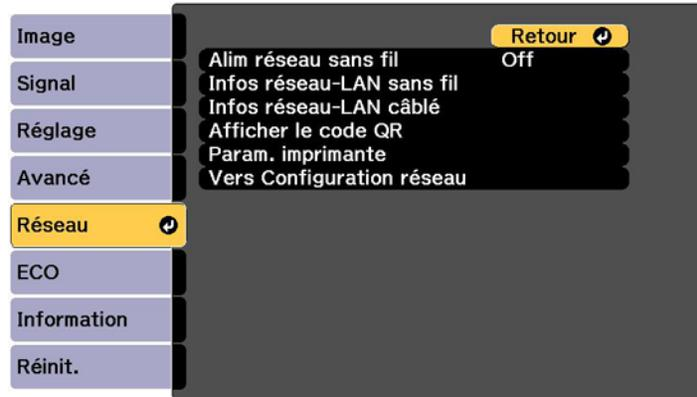 Image
Signal
Réglage
Avancé
Réseau
ECO
Information
Réinit.
Retour
Alim réseau sans fil Off
Infos réseau-LAN sans fil
Infos réseau-LAN câblé
Afficher le code QR
Param. imprimante
Vers Configuration réseau